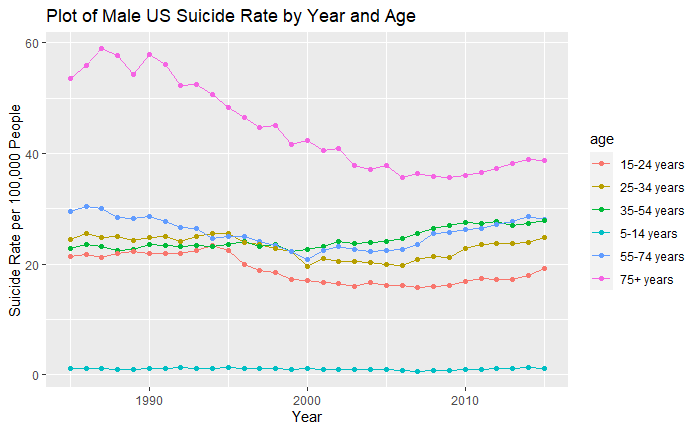 Plot of Male US Suicide Rate by Year and Age
Suicide Rate per 100,000 People
60
40
20
0
1990
2000
2010
Year
age
15-24 years
25-34 years
35-54 years
5-14 years
55-74 years
75+ years